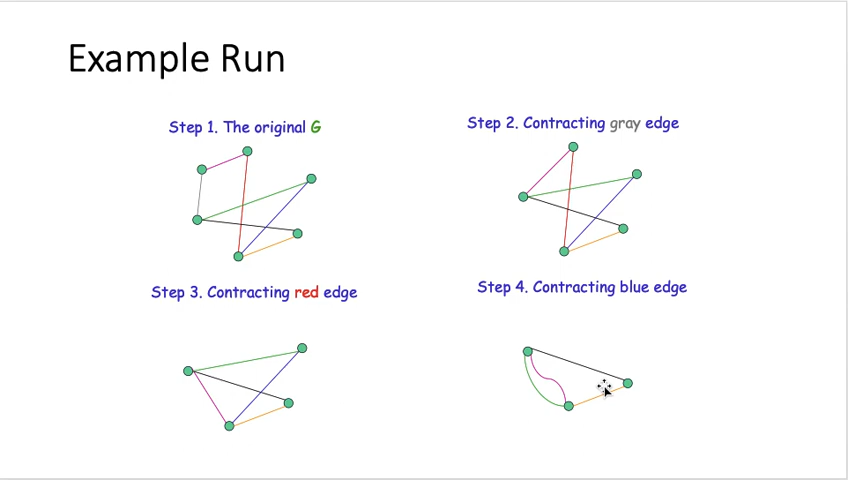 Example Run
Step 1. The original G
Step 2. Contracting gray edge
Step 3. Contracting red edge
Step 4. Contracting blue edge